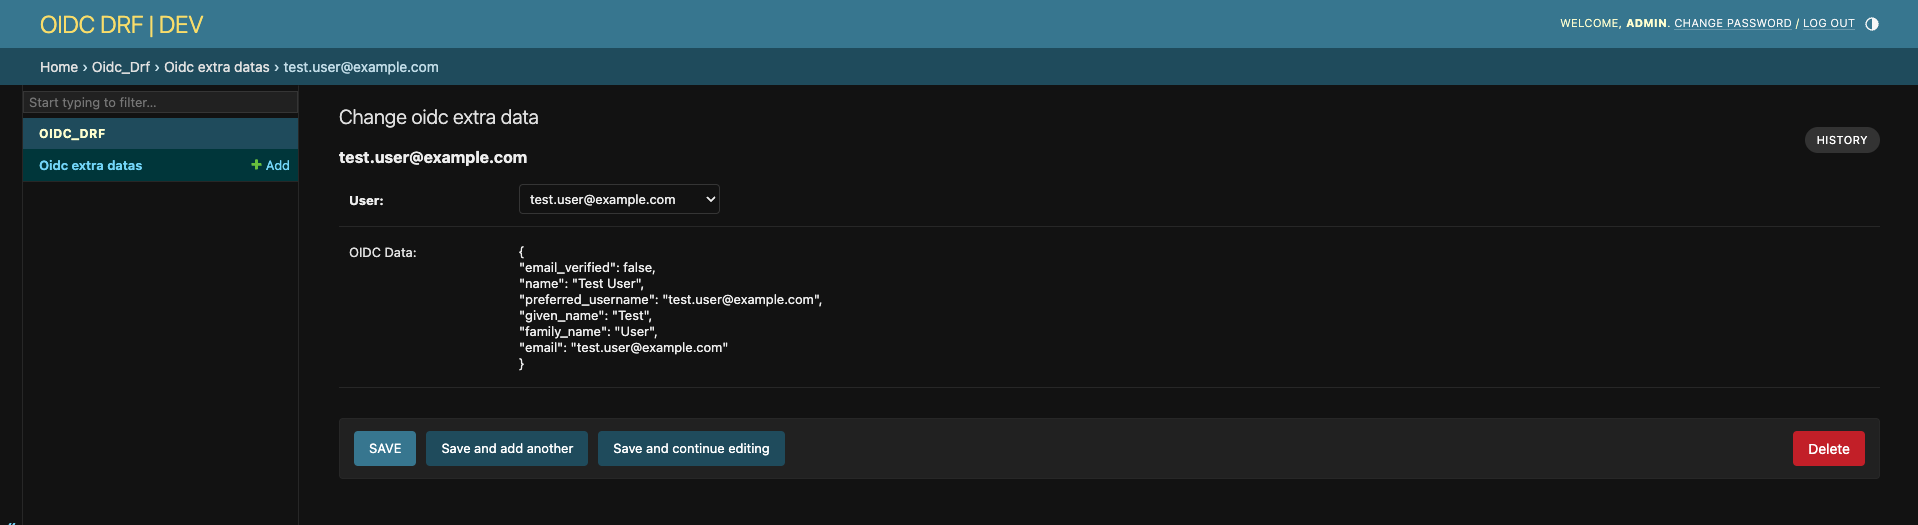 OIDC DRF | DEV
WELCOME, ADMIN. CHANGE PASSWORD / LOG OUT
Home › Oidc_Drf › Oidc extra datas › test.user@example.com
Start typing to filter...
OIDC_DRF
Oidc extra datas + Add
Change oidc extra data
HISTORY
test.user@example.com
User: test.user@example.com
OIDC Data:
{
"email_verified": false,
"name": "Test User",
"preferred_username": "test.user@example.com",
"given_name": "Test",
"family_name": "User",
"email": "test.user@example.com"
}
SAVE Save and add another Save and continue editing Delete
«